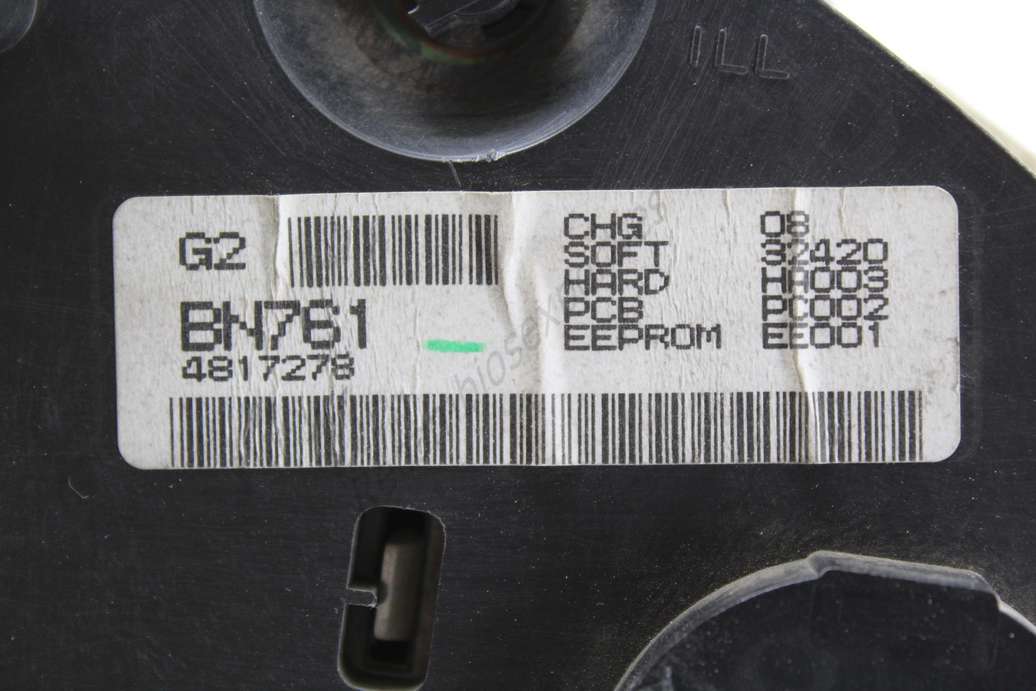 ILL
G2
BN761
4817278
CHG 08
SOFT 32420
HARD HA003
PCB PC002
EEPROM EE001